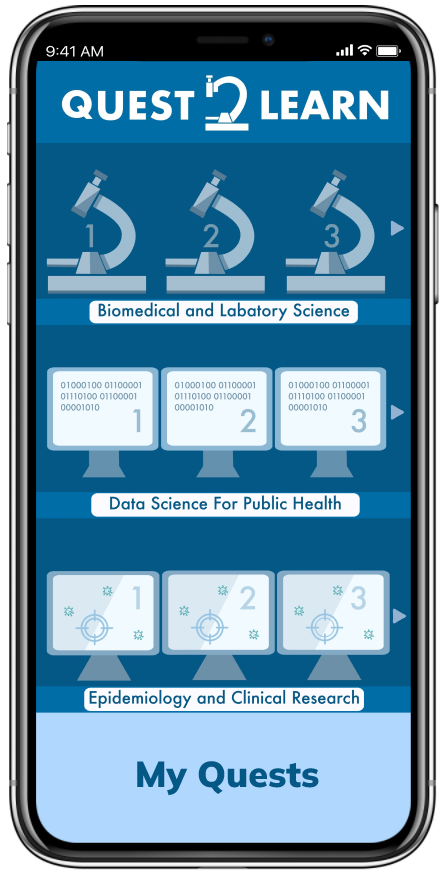 9:41 AM
QUEST 2 LEARN
1 2 3
Biomedical and Labatory Science
01000100 01100001 01000100 01100001 01000100 01100001
01110100 01100001 01110100 01100001 01110100 01100001
00001010 00001010 00001010
1 2 3
Data Science For Public Health
1 2 3
Epidemiology and Clinical Research
My Quests